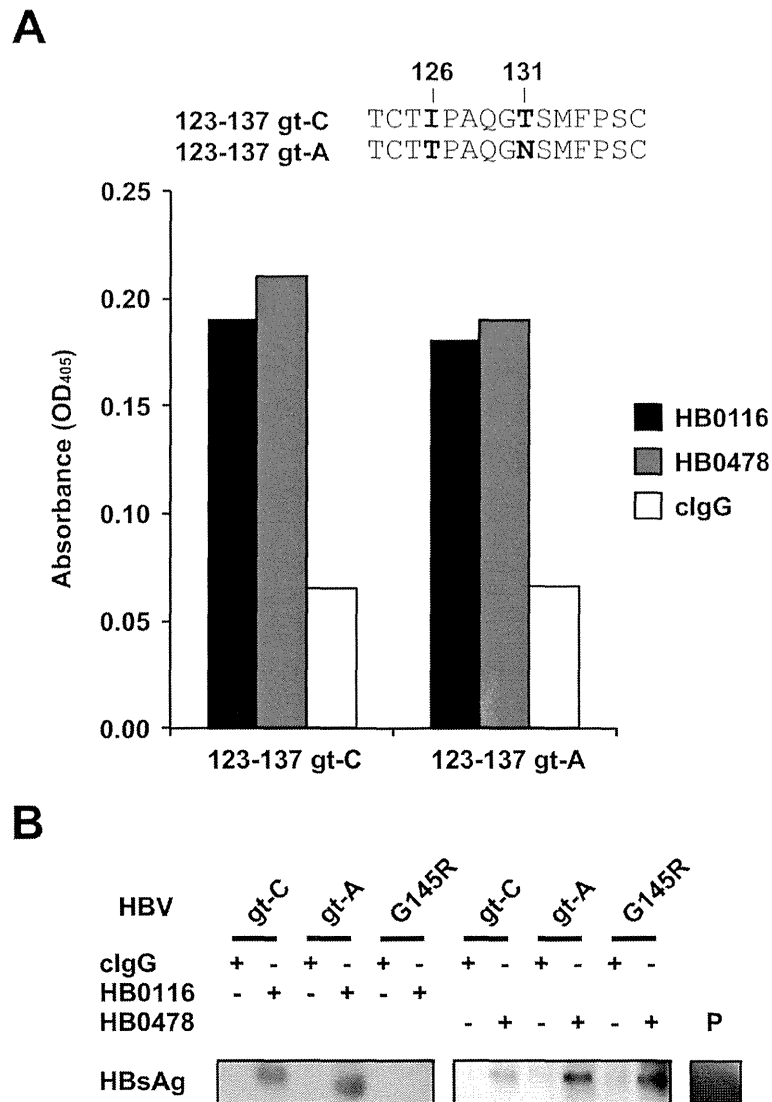 A
126 131
123-137 gt-C TCTIPAQGTSMFPSC
123-137 gt-A TCTTPAQGNSMFPSC
0.25
0.20
0.15
0.10
0.05
0.00
Absorbance (OD405)
123-137 gt-C 123-137 gt-A
HB0116
HB0478
cIgG
B
HBV gt-C gt-A G145R gt-C gt-A G145R
cIgG + - + - + - + - + - + -
HB0116 - + - + - +
HB0478 - + - + - + P
HBsAg